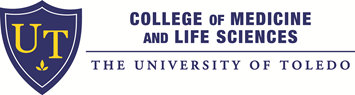 UT
COLLEGE OF MEDICINE
AND LIFE SCIENCES
THE UNIVERSITY OF TOLEDO